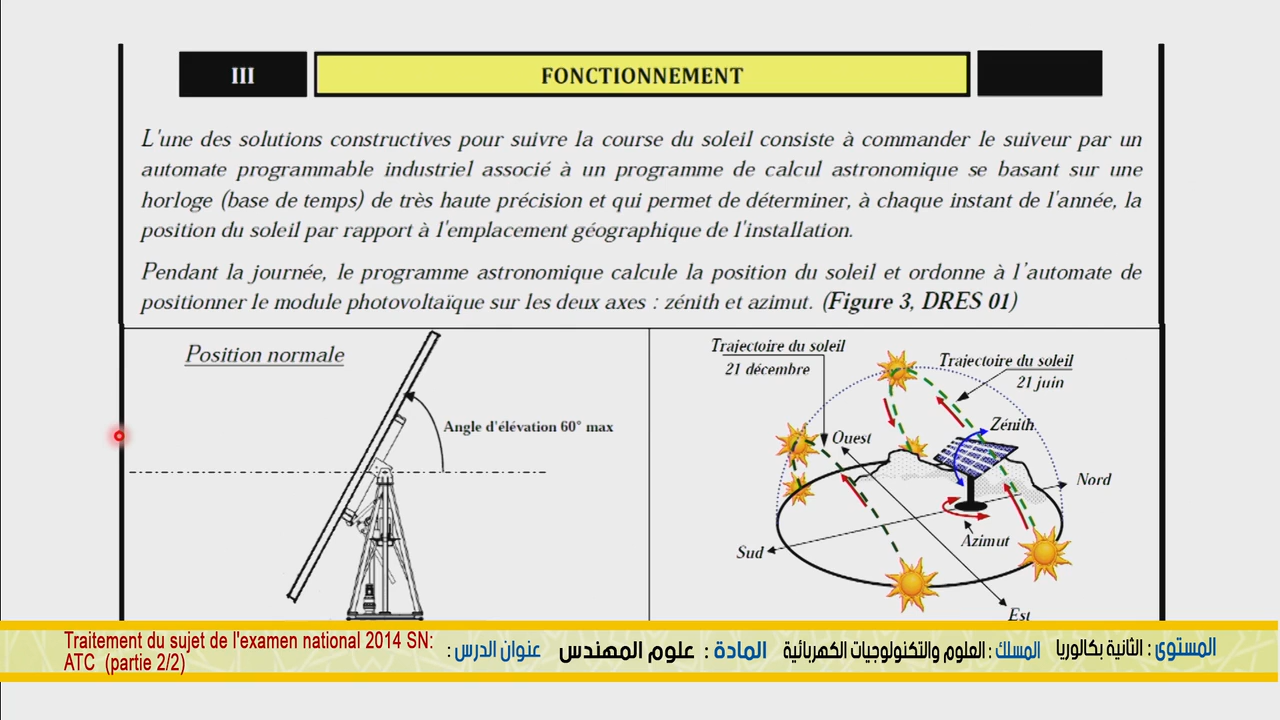 III
FONCTIONNEMENT
L'une des solutions constructives pour suivre la course du soleil consiste à commander le suiveur par un
automate programmable industriel associé à un programme de calcul astronomique se basant sur une
horloge (base de temps) de très haute précision et qui permet de déterminer, à chaque instant de l'année, la
position du soleil par rapport à l'emplacement géographique de l'installation.
Pendant la journée, le programme astronomique calcule la position du soleil et ordonne à l'automate de
positionner le module photovoltaïque sur les deux axes : zénith et azimut. (Figure 3, DRES 01)
Position normale
Angle d'élévation 60° max
Trajectoire du soleil
21 décembre
Trajectoire du soleil
21 juin
Zénith
Ouest
Nord
Azimut
Sud
Est
المستوى : الثانية بكالوريا
المسلك : العلوم والتكنولوجيات الكهربائية
المادة : علوم المهندس
عنوان الدرس :
Traitement du sujet de l'examen national 2014 SN:
ATC (partie 2/2)